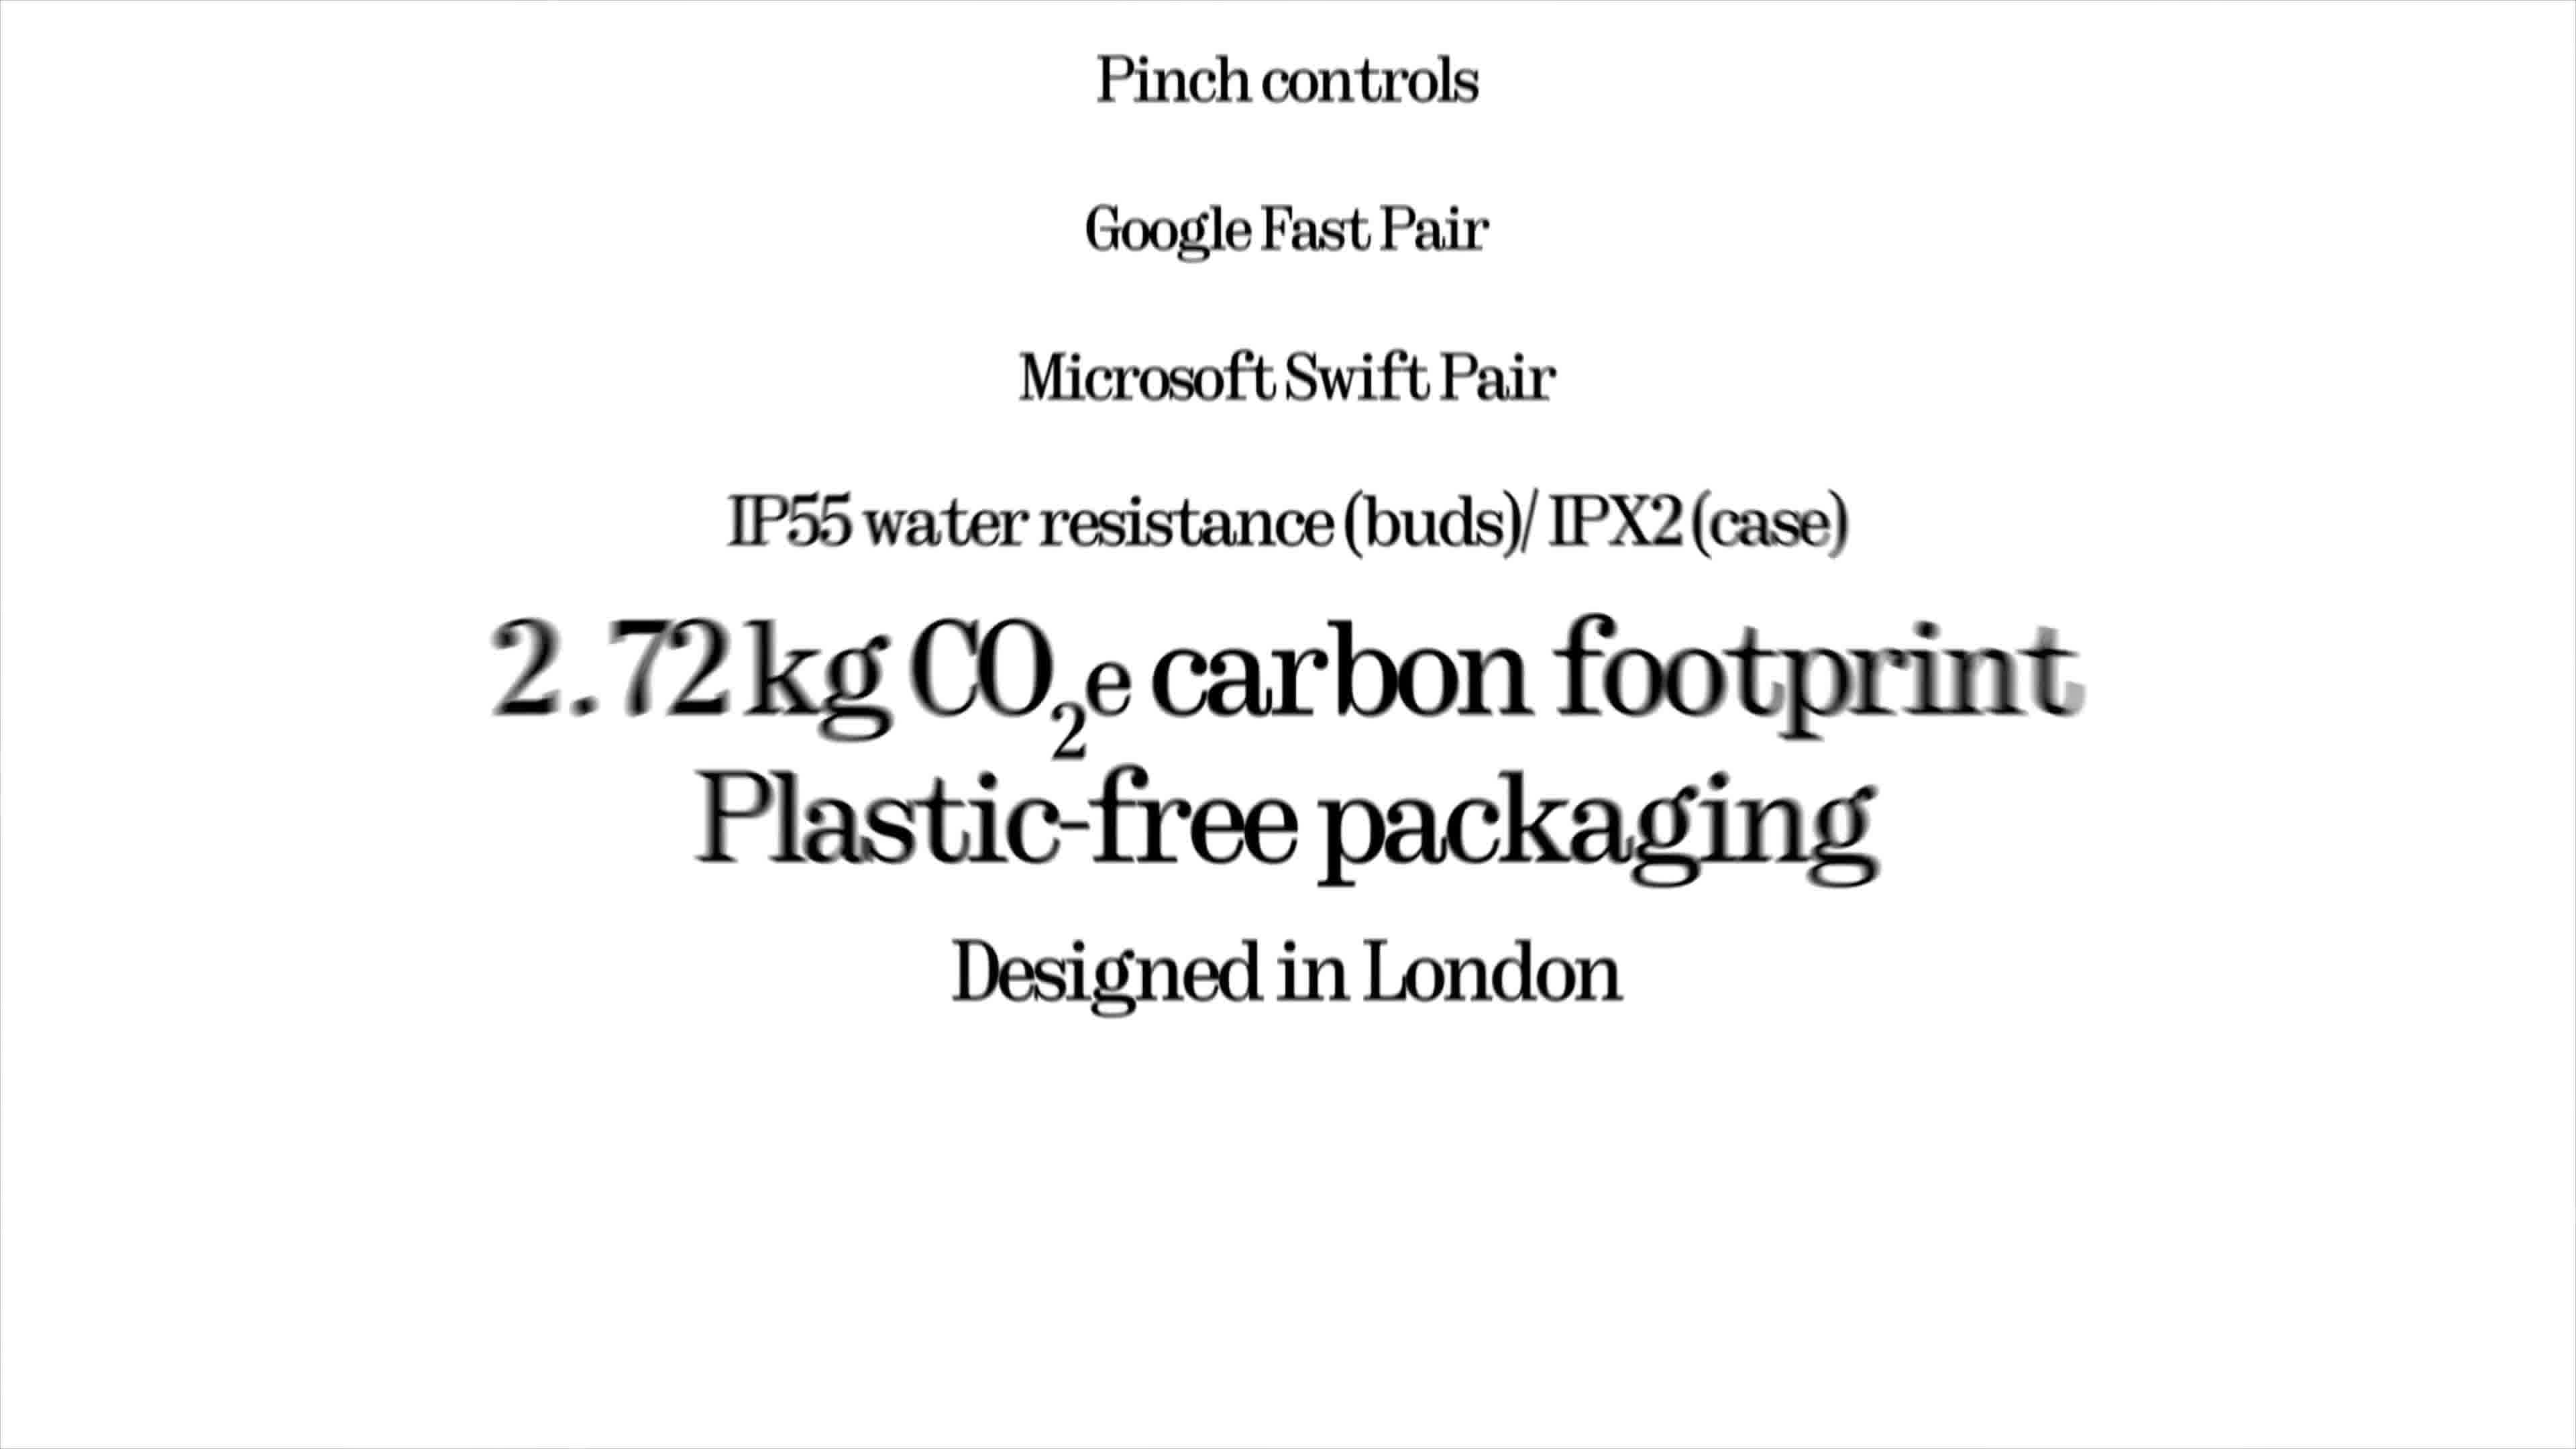 Pinch controls
Google Fast Pair
Microsoft Swift Pair
IP55 water resistance (buds)/ IPX2 (case)
2.72 kg CO₂e carbon footprint
Plastic-free packaging
Designed in London